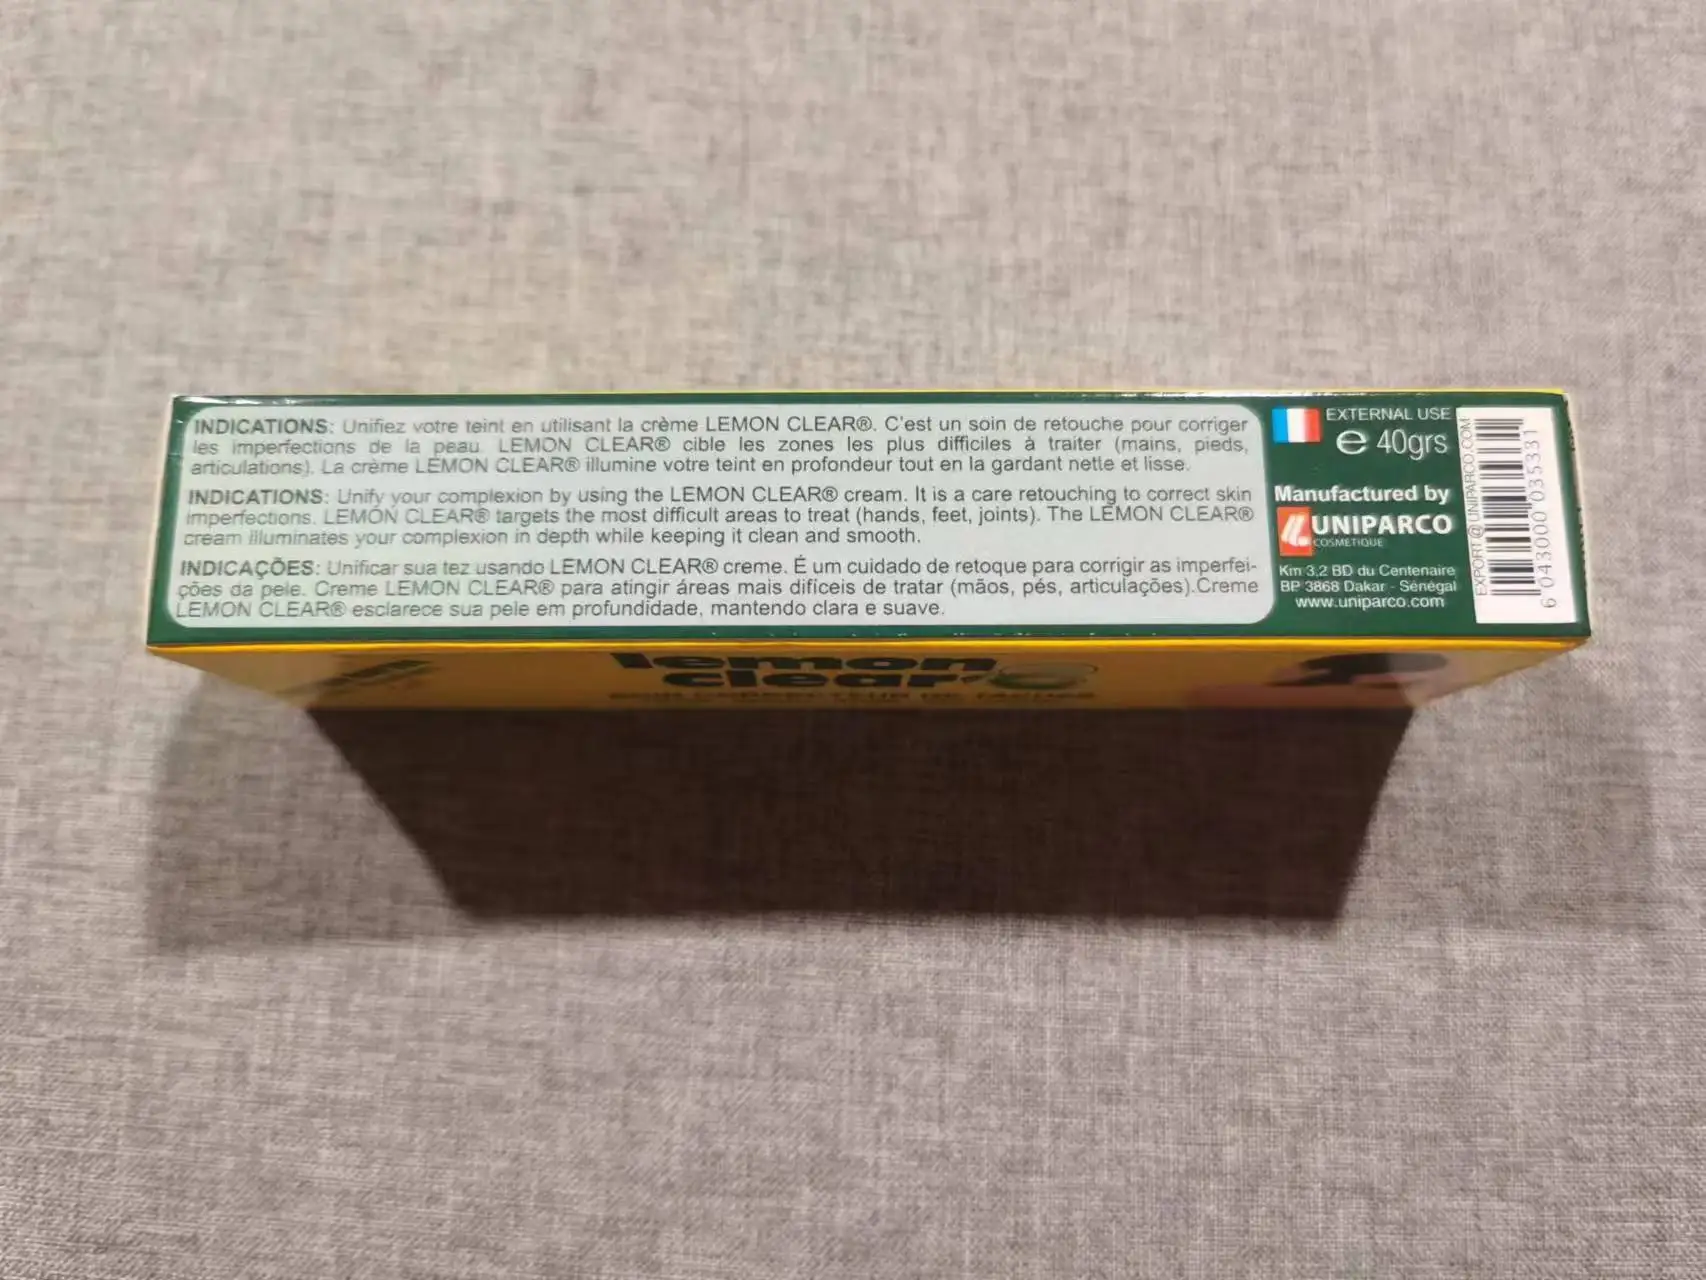 INDICATIONS: Unifiez votre teint en utilisant la crème LEMON CLEAR®. C'est un soin de retouche pour corriger
les imperfections de la peau. LEMON CLEAR® cible les zones les plus difficiles à traiter (mains, pieds,
articulations). La crème LEMON CLEAR® illumine votre teint en profondeur tout en la gardant nette et lisse.
INDICATIONS: Unify your complexion by using the LEMON CLEAR® cream. It is a care retouching to correct skin
imperfections. LEMON CLEAR® targets the most difficult areas to treat (hands, feet, joints). The LEMON CLEAR®
cream illuminates your complexion in depth while keeping it clean and smooth.
INDICAÇÕES: Unificar sua tez usando LEMON CLEAR® creme. É um cuidado de retoque para corrigir as imperfei-
ções da pele. Creme LEMON CLEAR® para atingir áreas mais difíceis de tratar (mãos, pés, articulações).Creme
LEMON CLEAR® esclarece sua pele em profundidade, mantendo clara e suave.
EXTERNAL USE
e 40grs
Manufactured by
UNIPARCO
COSMETIQUE
Km 3,2 BD du Centenaire
BP 3868 Dakar - Sénégal
www.uniparco.com
EXPORT@UNIPARCO.COM
6 043000 035331
lemon
clear